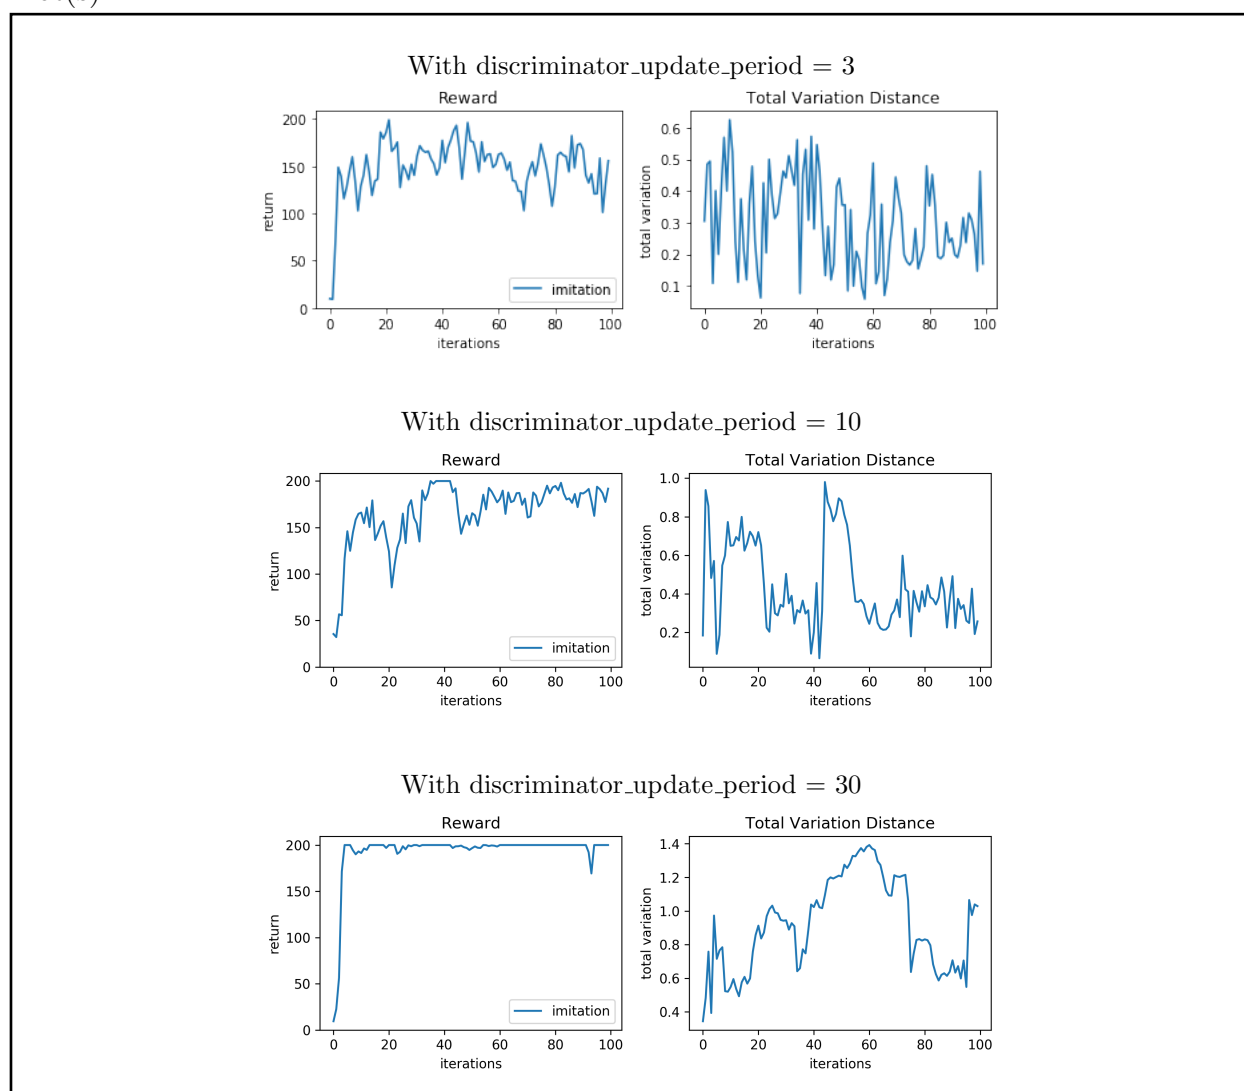 With discriminator_update_period = 3
Reward
Total Variation Distance
return
200
150
100
50
0
imitation
0 20 40 60 80 100
iterations
total variation
0.6
0.5
0.4
0.3
0.2
0.1
0 20 40 60 80 100
iterations
With discriminator_update_period = 10
Reward
Total Variation Distance
return
200
150
100
50
0
imitation
0 20 40 60 80 100
iterations
total variation
1.0
0.8
0.6
0.4
0.2
0 20 40 60 80 100
iterations
With discriminator_update_period = 30
Reward
Total Variation Distance
return
200
150
100
50
0
imitation
0 20 40 60 80 100
iterations
total variation
1.4
1.2
1.0
0.8
0.6
0.4
0 20 40 60 80 100
iterations